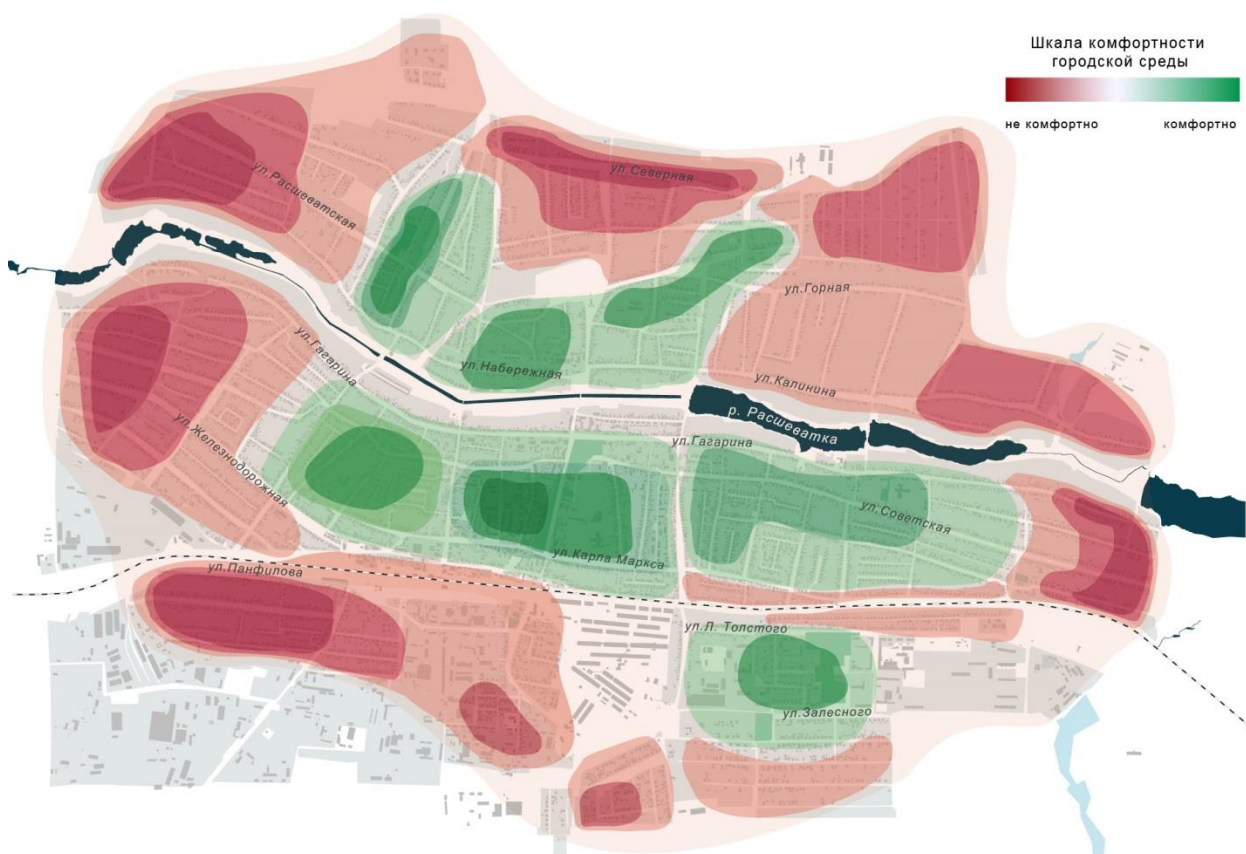 Шкала комфортности
городской среды
не комфортно комфортно
ул.Северная
ул.Расшеватская
ул.Горная
ул.Гагарина
ул.Набережная
ул.Калинина
р. Расшеватка
ул.Гагарина
ул.Железнодорожная
ул.Советская
ул.Карла Маркса
ул.Панфилова
ул.Л. Толстого
ул.Залесного